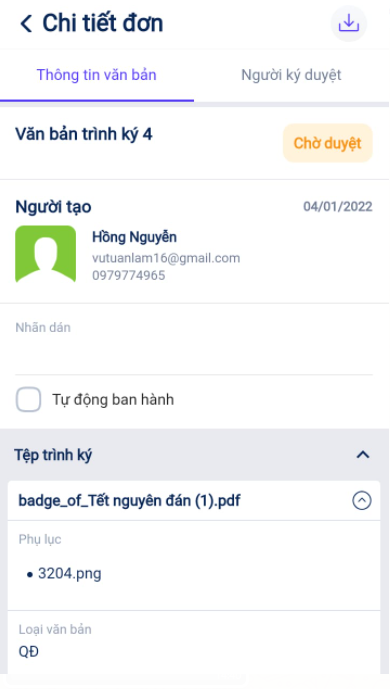 Chi tiết đơn
Thông tin văn bản
Người ký duyệt
Văn bản trình ký 4
Chờ duyệt
Người tạo
04/01/2022
Hồng Nguyễn
vutuanlam16@gmail.com
0979774965
Nhãn dán
Tự động ban hành
Tệp trình ký
badge_of_Tết nguyên đán (1).pdf
Phụ lục
• 3204.png
Loại văn bản
QĐ